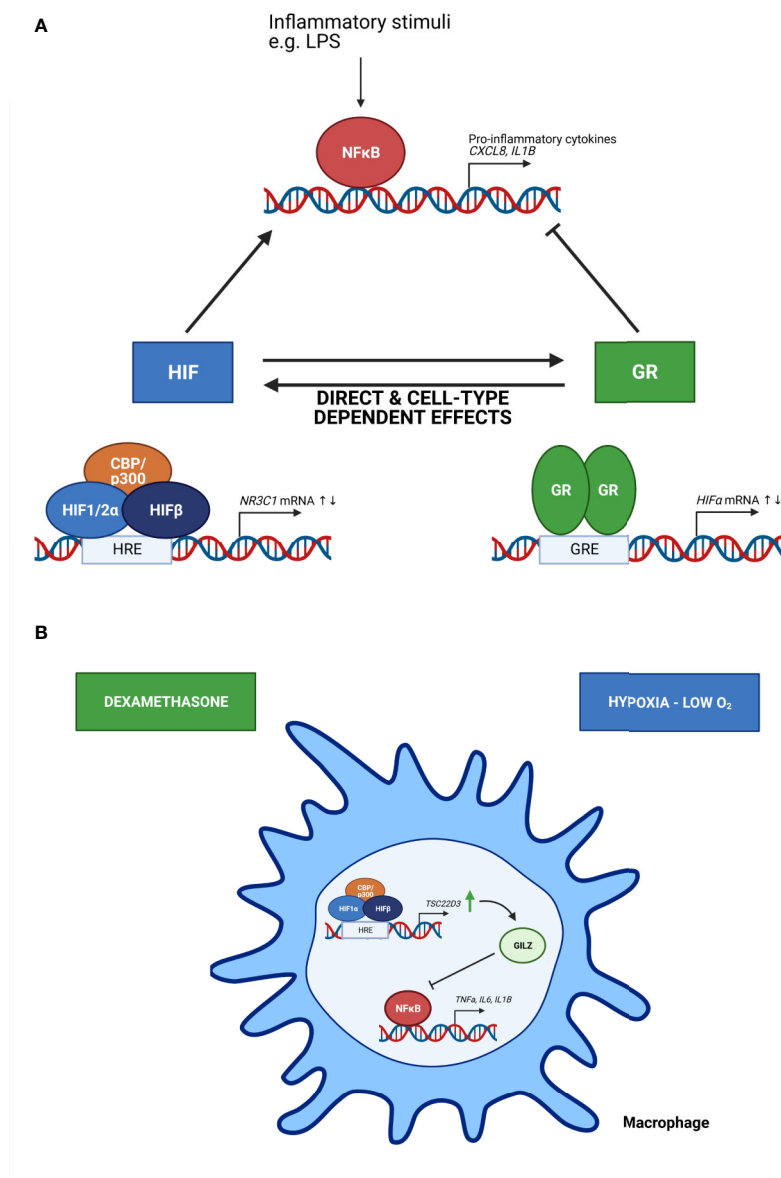 A
Inflammatory stimuli
e.g. LPS
NFκB
Pro-inflammatory cytokines
CXCL8, IL1B
HIF
GR
DIRECT & CELL-TYPE
DEPENDENT EFFECTS
CBP/
p300
HIF1/2α
HIFβ
HRE
NR3C1 mRNA ↑↓
GR
GR
GRE
HIFα mRNA ↑↓
B
DEXAMETHASONE
HYPOXIA - LOW O₂
CBP/
p300
HIF1α
HIFβ
HRE
TSC22D3
GILZ
NFκB
TNFa, IL6, IL1B
Macrophage